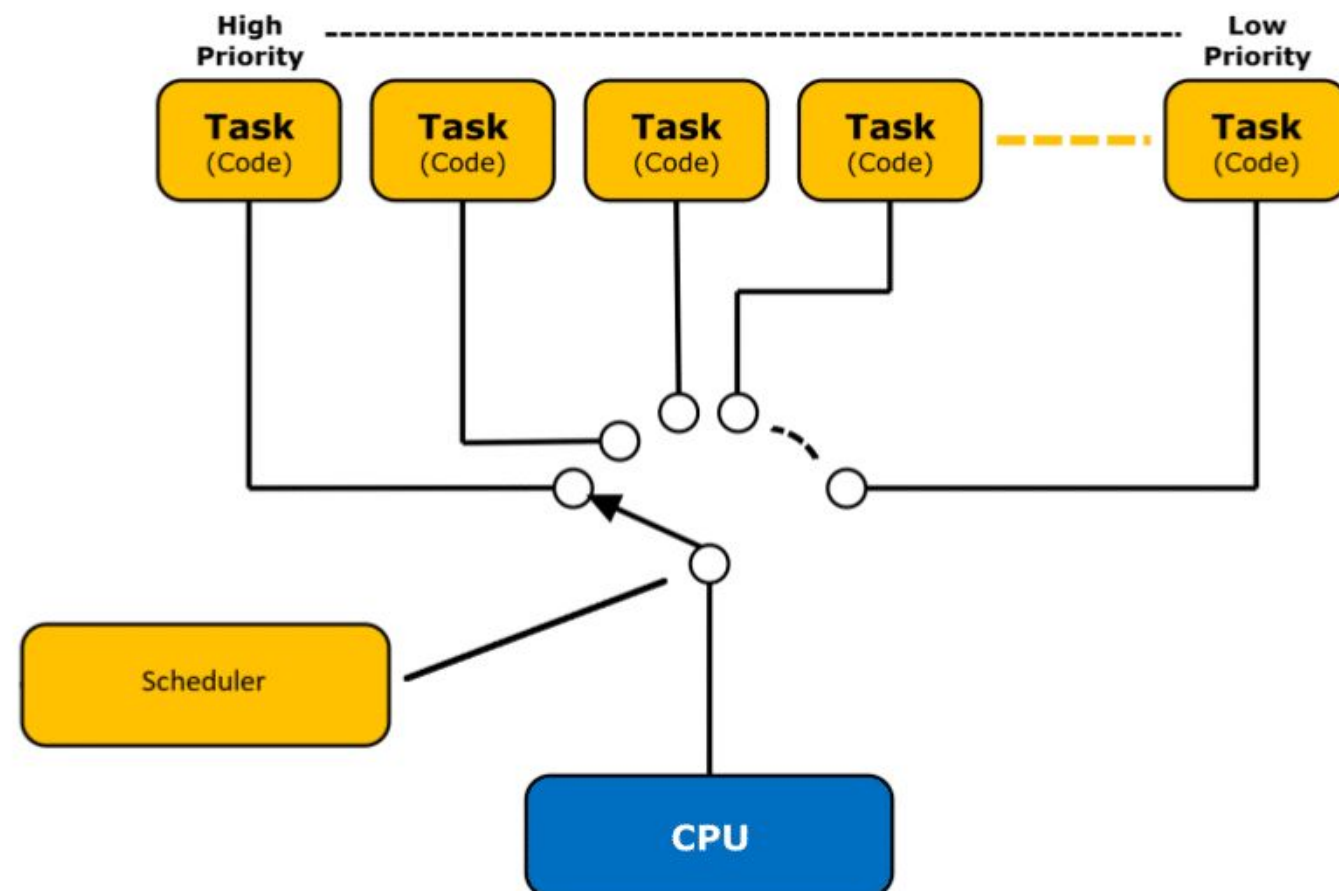 High
Priority
Low
Priority
Task
(Code)
Task
(Code)
Task
(Code)
Task
(Code)
Task
(Code)
Scheduler
CPU